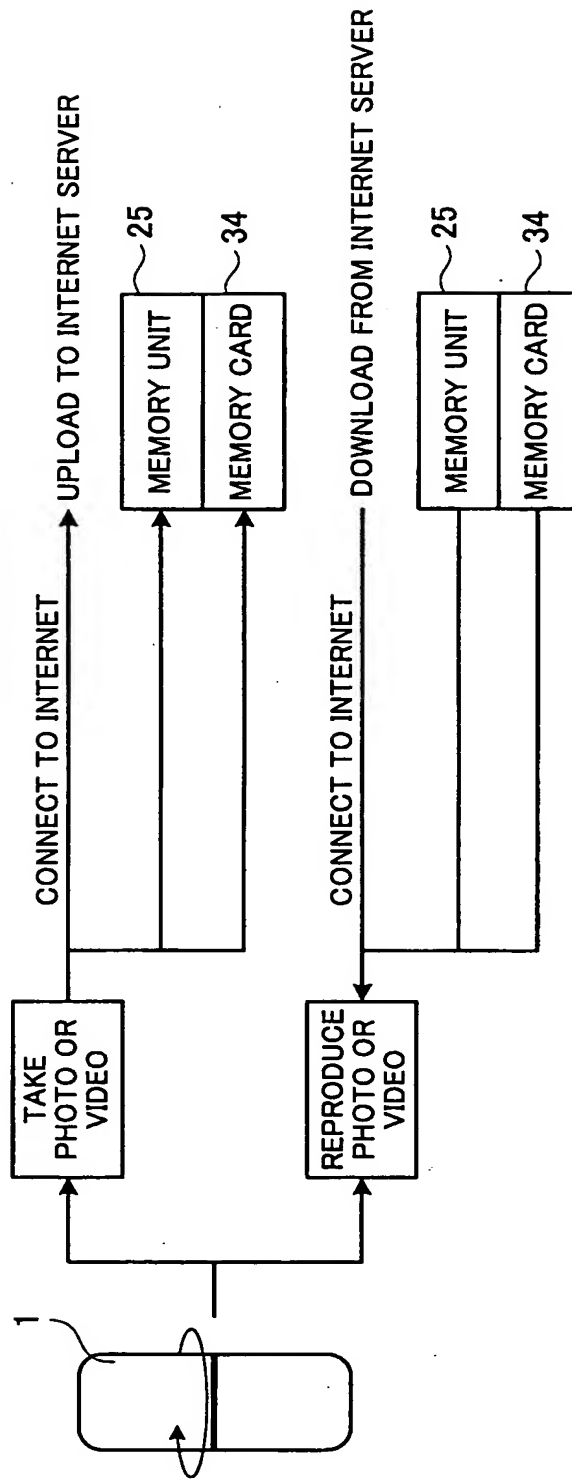 1
TAKE
PHOTO OR
VIDEO
CONNECT TO INTERNET
UPLOAD TO INTERNET SERVER
MEMORY UNIT
25
MEMORY CARD
34
REPRODUCE
PHOTO OR
VIDEO
CONNECT TO INTERNET
DOWNLOAD FROM INTERNET SERVER
MEMORY UNIT
25
MEMORY CARD
34